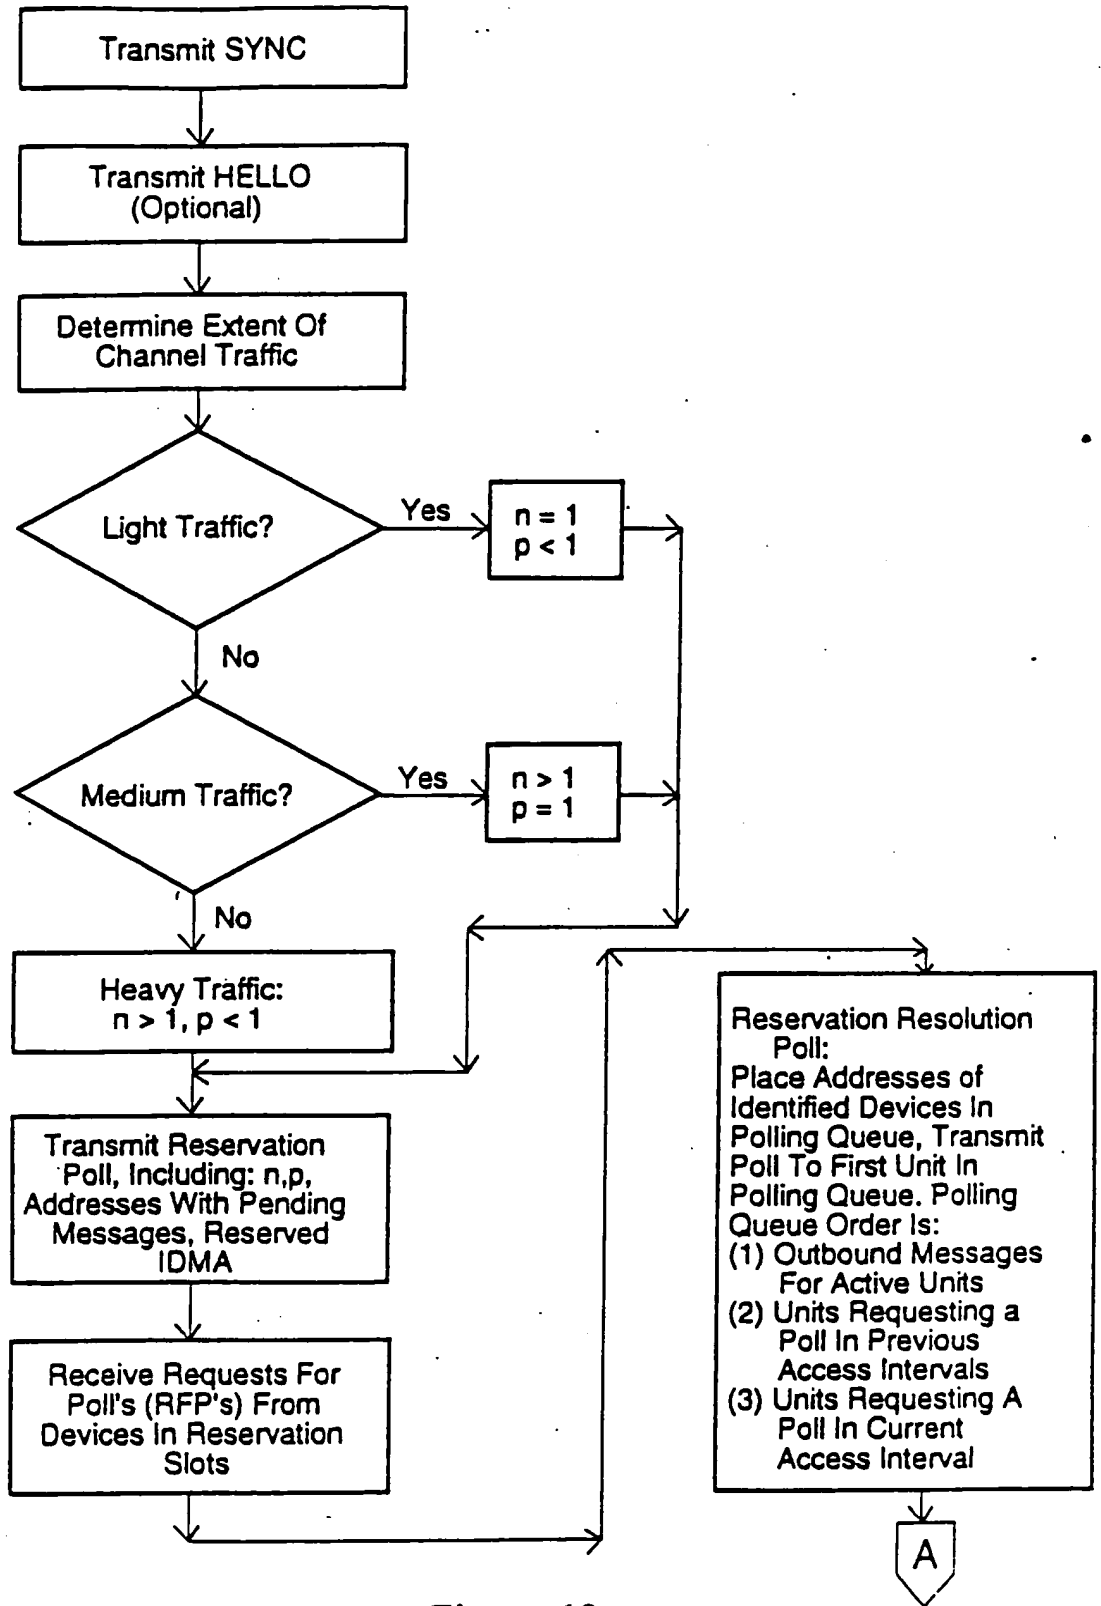 Transmit SYNC
Transmit HELLO
(Optional)
Determine Extent Of
Channel Traffic
Light Traffic?
Yes
n = 1
p < 1
No
Medium Traffic?
Yes
n > 1
p = 1
No
Heavy Traffic:
n > 1, p < 1
Transmit Reservation
Poll, Including: n,p,
Addresses With Pending
Messages, Reserved
IDMA
Receive Requests For
Poll's (RFP's) From
Devices In Reservation
Slots
Reservation Resolution
Poll:
Place Addresses of
Identified Devices In
Polling Queue, Transmit
Poll To First Unit In
Polling Queue. Polling
Queue Order Is:
(1) Outbound Messages
For Active Units
(2) Units Requesting a
Poll In Previous
Access Intervals
(3) Units Requesting A
Poll In Current
Access Interval
A